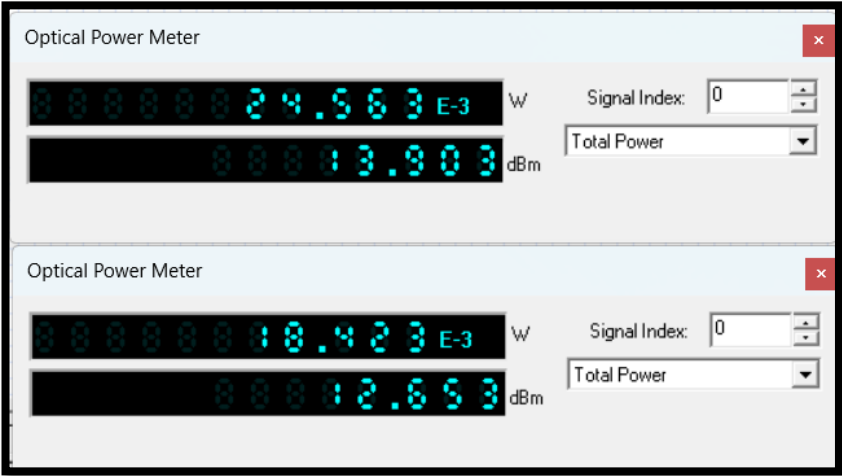 Optical Power Meter
24.563 E-3 W
Signal Index: 0
13.903 dBm
Total Power
Optical Power Meter
18.423 E-3 W
Signal Index: 0
12.653 dBm
Total Power